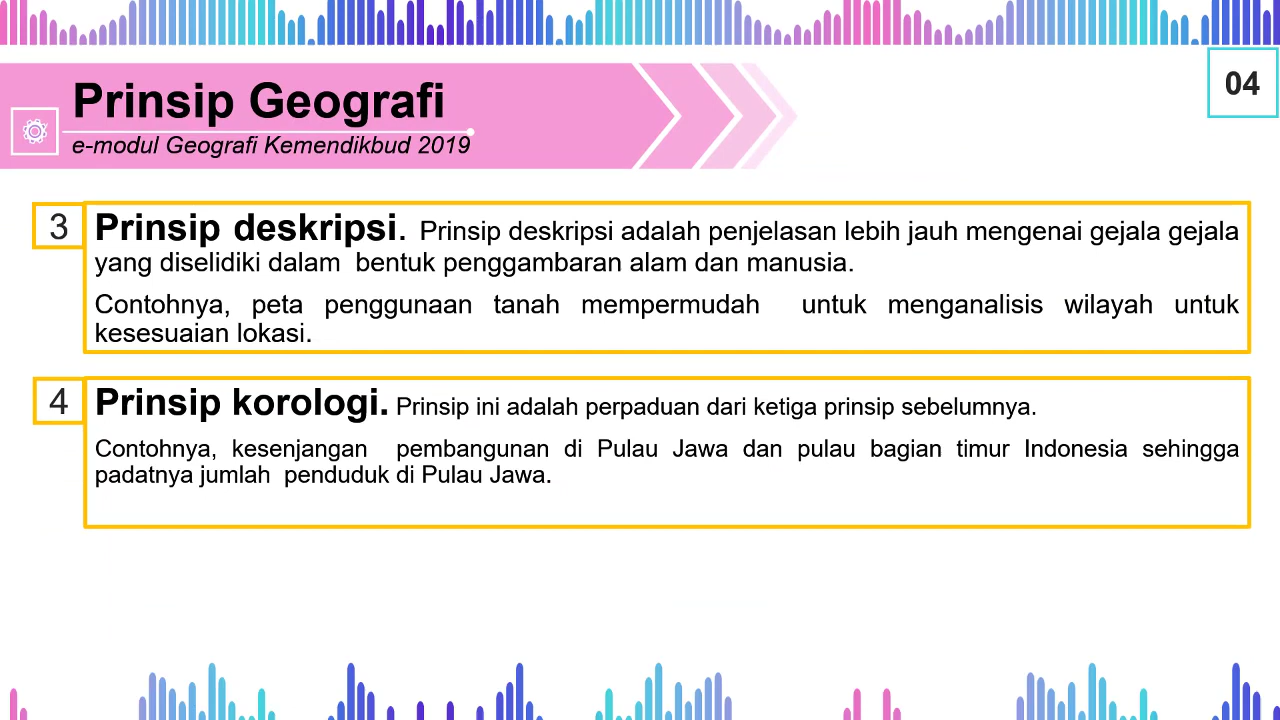 Prinsip Geografi
e-modul Geografi Kemendikbud 2019
04
3
Prinsip deskripsi. Prinsip deskripsi adalah penjelasan lebih jauh mengenai gejala gejala
yang diselidiki dalam bentuk penggambaran alam dan manusia.
Contohnya, peta penggunaan tanah mempermudah untuk menganalisis wilayah untuk
kesesuaian lokasi.
4
Prinsip korologi. Prinsip ini adalah perpaduan dari ketiga prinsip sebelumnya.
Contohnya, kesenjangan pembangunan di Pulau Jawa dan pulau bagian timur Indonesia sehingga
padatnya jumlah penduduk di Pulau Jawa.